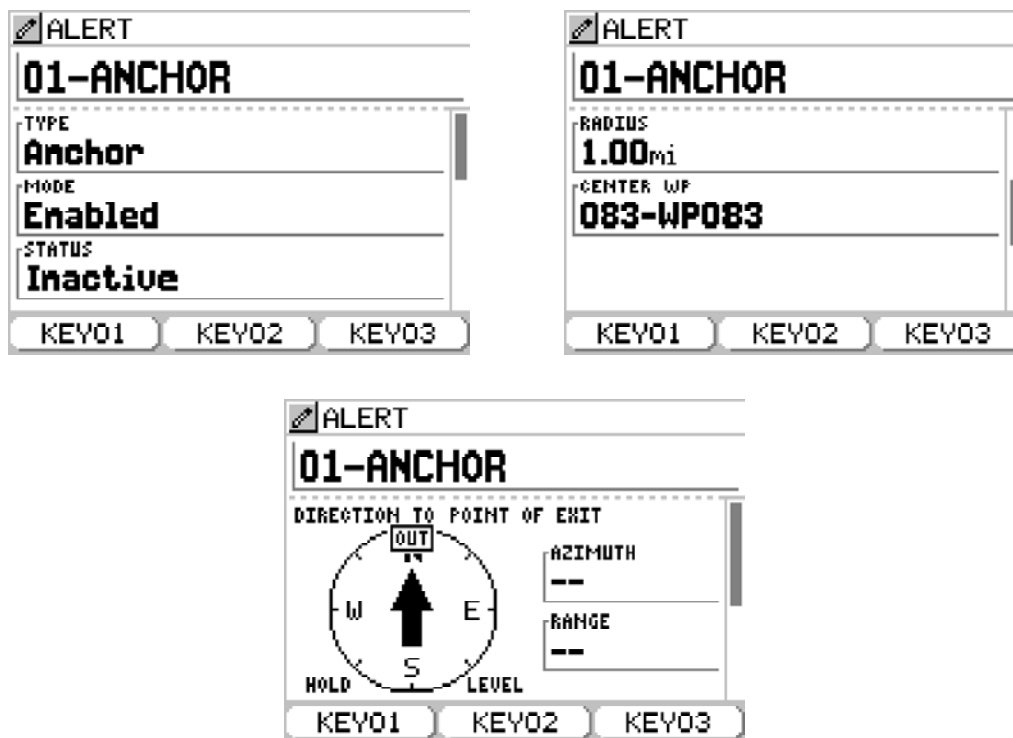 ALERT
01-ANCHOR
TYPE
Anchor
MODE
Enabled
STATUS
Inactive
KEY01 KEY02 KEY03
ALERT
01-ANCHOR
RADIUS
1.00mi
CENTER WP
083-WP083
KEY01 KEY02 KEY03
ALERT
01-ANCHOR
DIRECTION TO POINT OF EXIT
OUT
AZIMUTH
--
W E
RANGE
--
S
HOLD LEVEL
KEY01 KEY02 KEY03